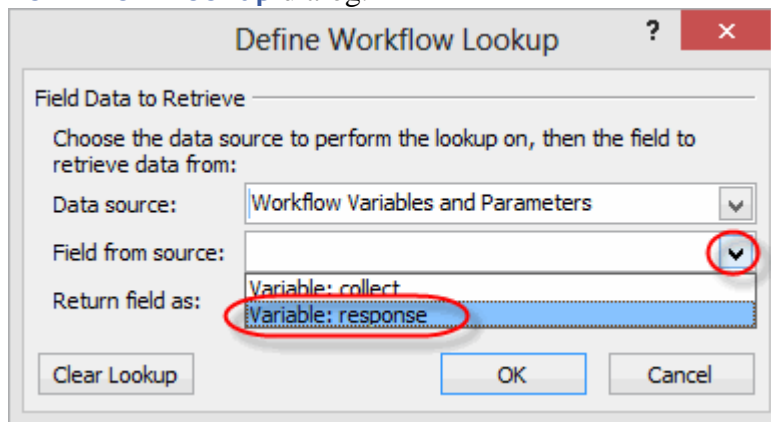 dialog.
Define Workflow Lookup
?
×
Field Data to Retrieve
Choose the data source to perform the lookup on, then the field to
retrieve data from:
Data source:
Workflow Variables and Parameters
Field from source:
Return field as:
Variable: collect
Variable: response
Clear Lookup
OK
Cancel